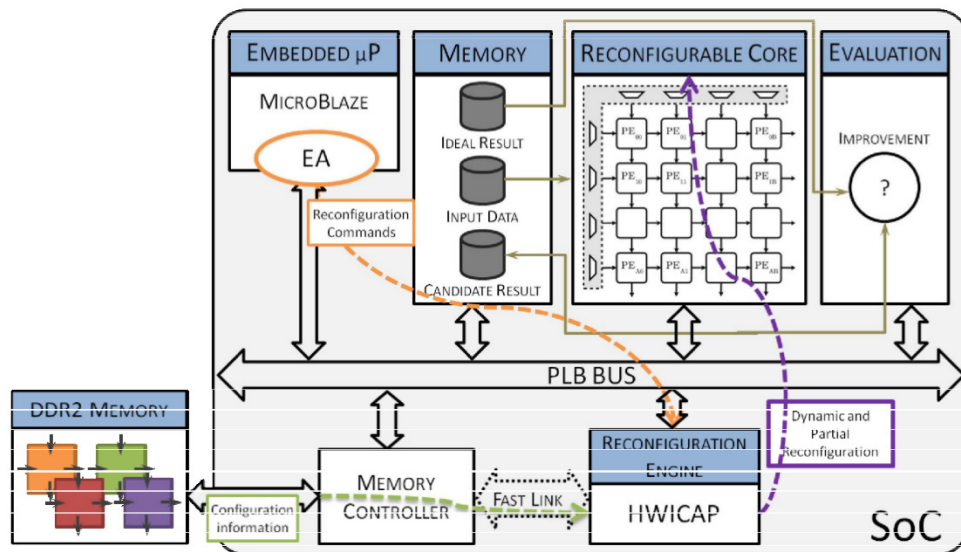 EMBEDDED µP
MEMORY
RECONFIGURABLE CORE
EVALUATION
MICROBLAZE
EA
IDEAL RESULT
INPUT DATA
CANDIDATE RESULT
PE00
PE01
PE0B
PE10
PE11
PE1B
PEA0
PEA1
PEAB
IMPROVEMENT
?
Reconfiguration
Commands
PLB BUS
DDR2 MEMORY
Configuration
information
MEMORY
CONTROLLER
FAST LINK
RECONFIGURATION
ENGINE
HWICAP
Dynamic and
Partial
Reconfiguration
SoC